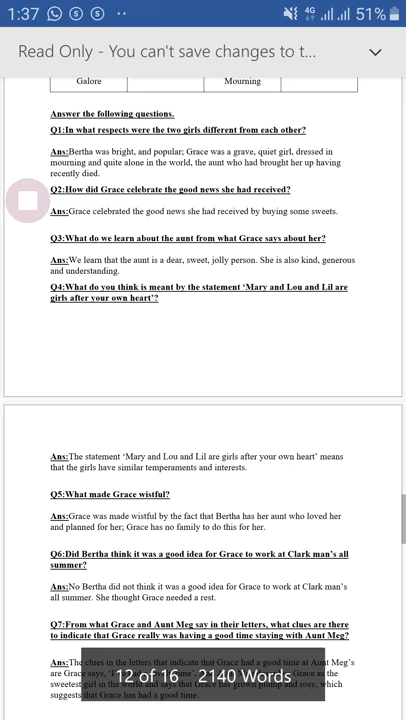 1:37
4G
51%
Read Only - You can't save changes to t...
Galore Mourning
Answer the following questions.
Q1:In what respects were the two girls different from each other?
Ans:Bertha was bright, and popular; Grace was a grave, quiet girl, dressed in
mourning and quite alone in the world, the aunt who had brought her up having
recently died.
Q2:How did Grace celebrate the good news she had received?
Ans:Grace celebrated the good news she had received by buying some sweets.
Q3:What do we learn about the aunt from what Grace says about her?
Ans:We learn that the aunt is a dear, sweet, jolly person. She is also kind, generous
and understanding.
Q4:What do you think is meant by the statement ‘Mary and Lou and Lil are
girls after your own heart’?
Ans:The statement ‘Mary and Lou and Lil are girls after your own heart’ means
that the girls have similar temperaments and interests.
Q5:What made Grace wistful?
Ans:Grace was made wistful by the fact that Bertha has her aunt who loved her
and planned for her; Grace has no family to do this for her.
Q6:Did Bertha think it was a good idea for Grace to work at Clark man’s all
summer?
Ans:No Bertha did not think it was a good idea for Grace to work at Clark man’s
all summer. She thought Grace needed a rest.
Q7:From what Grace and Aunt Meg say in their letters, what clues are there
to indicate that Grace really was having a good time staying with Aunt Meg?
Ans:The clues in the letters that indicate that Grace had a good time at Aunt Meg’s
are Grace says, Grace as the
sweetest girl in the world and says that Grace has grown plump and rosy, which
suggests that Grace has had a good time.
12 of 16 - 2140 Words